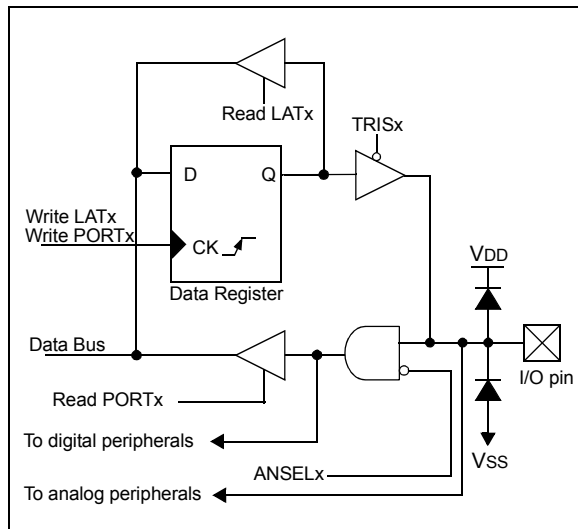 Read LATx
TRISx
D
Q
Write LATx
Write PORTx
CK
Data Register
VDD
Data Bus
I/O pin
Read PORTx
To digital peripherals
VSS
ANSELx
To analog peripherals